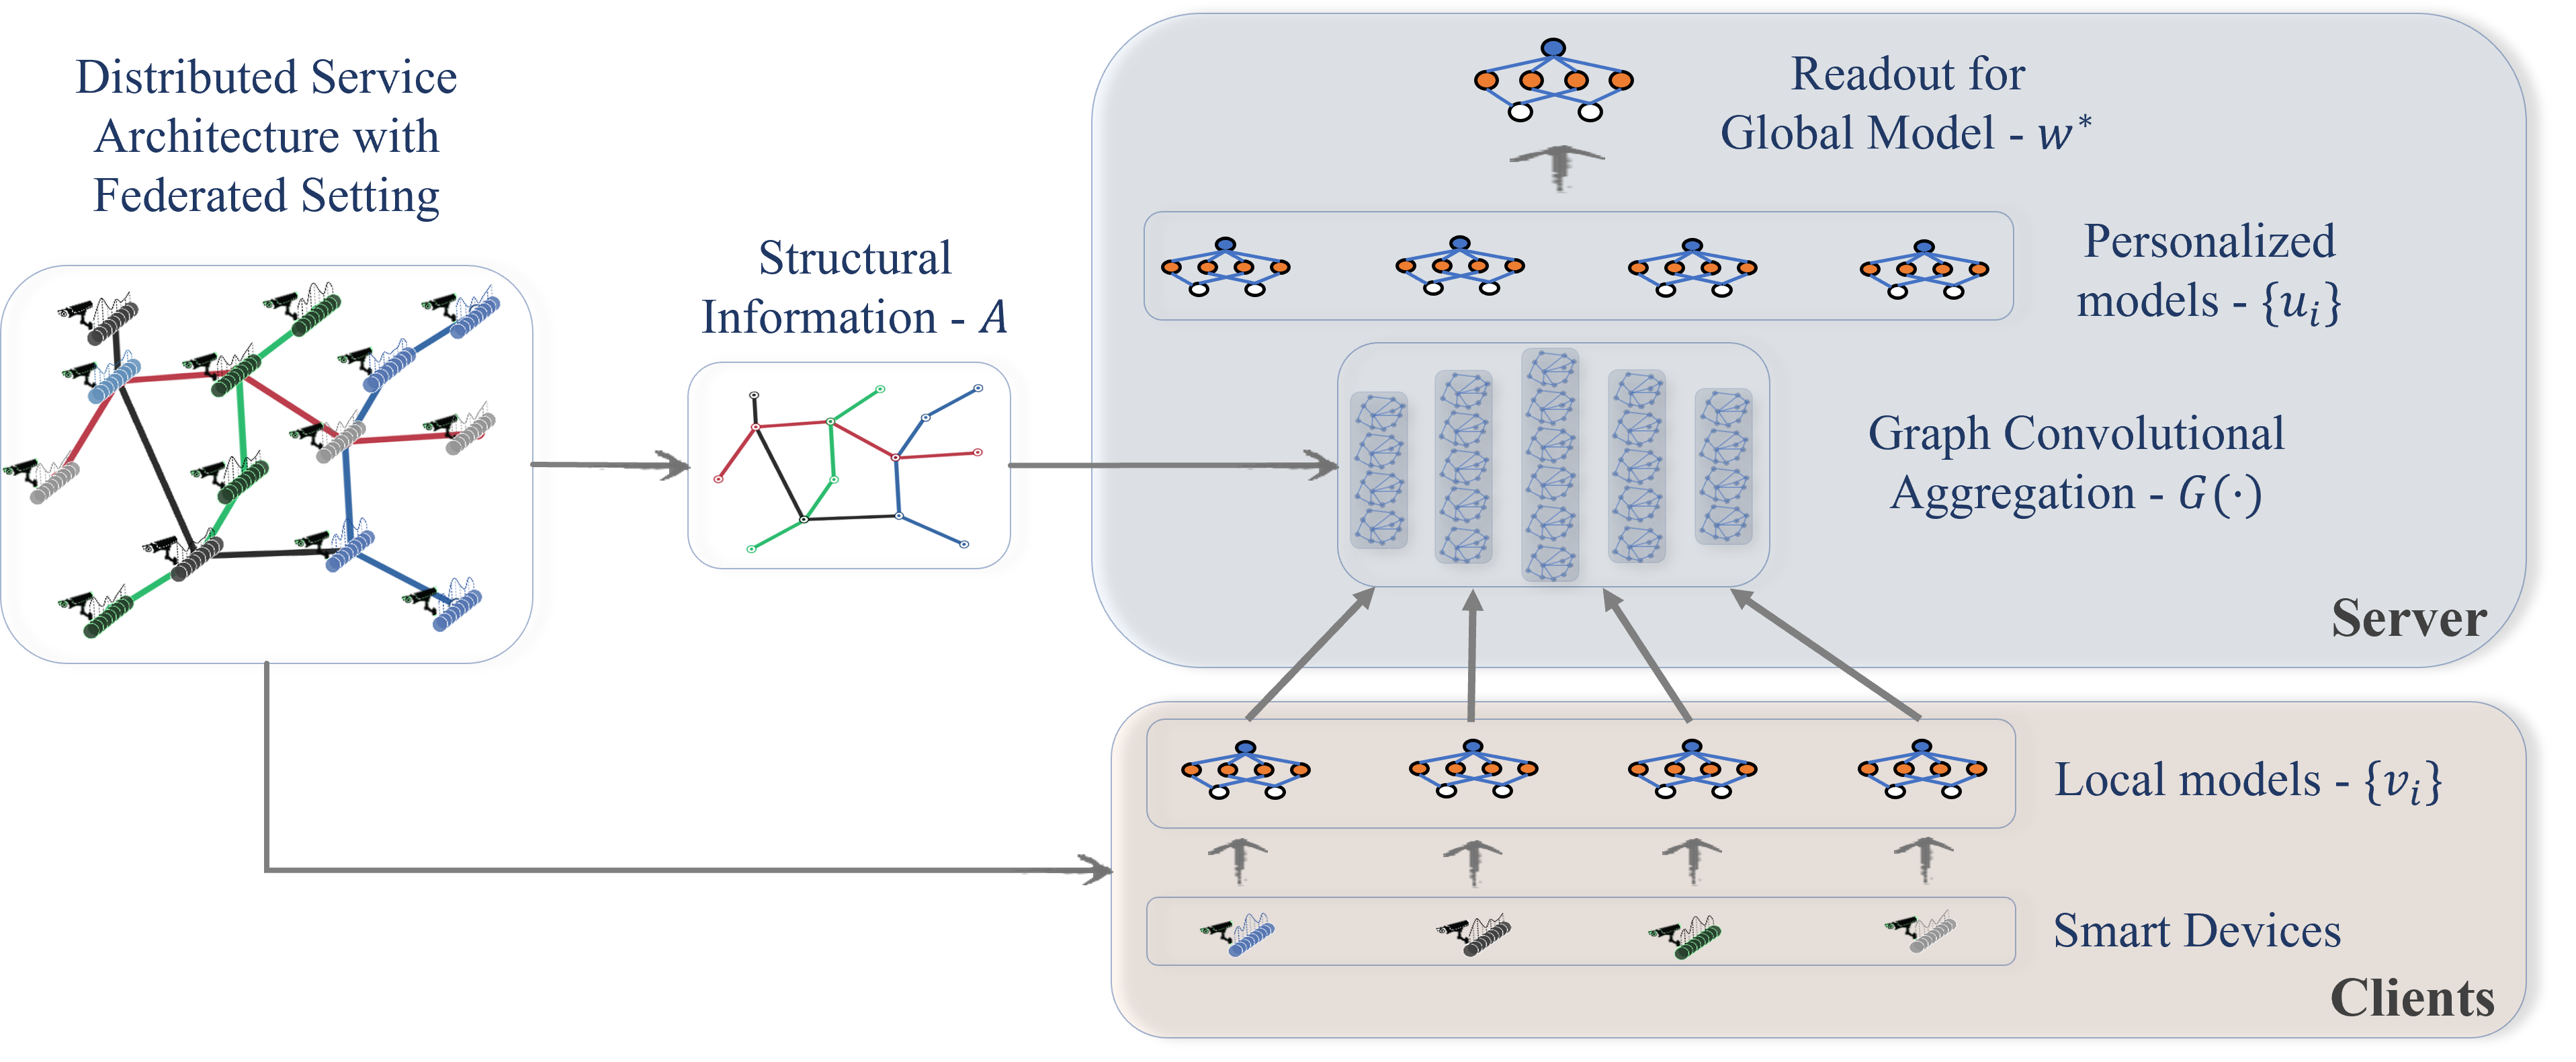 Distributed Service
Architecture with
Federated Setting
Structural
Information - A
Readout for
Global Model - w*
Personalized
models - {u_i}
Graph Convolutional
Aggregation - G(·)
Server
Local models - {v_i}
Smart Devices
Clients